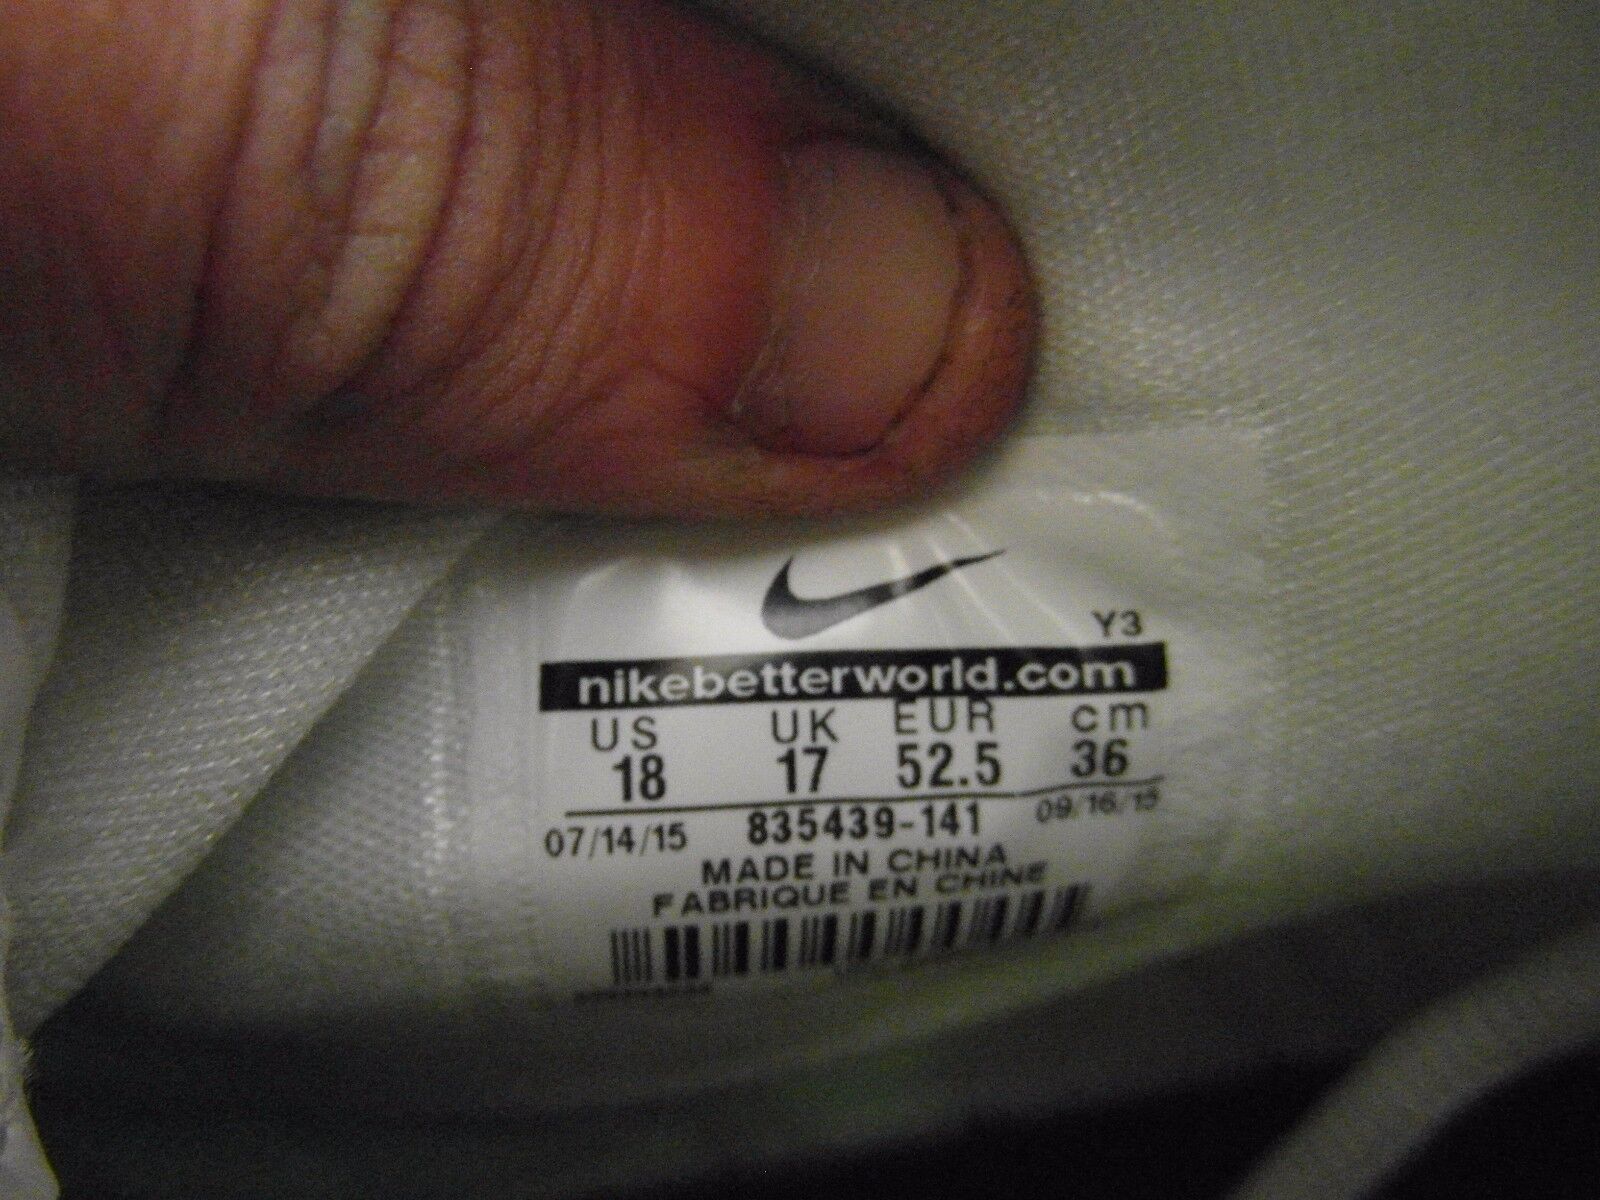 Y3
nikebetterworld.com
US UK EUR cm
18 17 52.5 36
07/14/15 835439-141 09/16/15
MADE IN CHINA
FABRIQUE EN CHINE